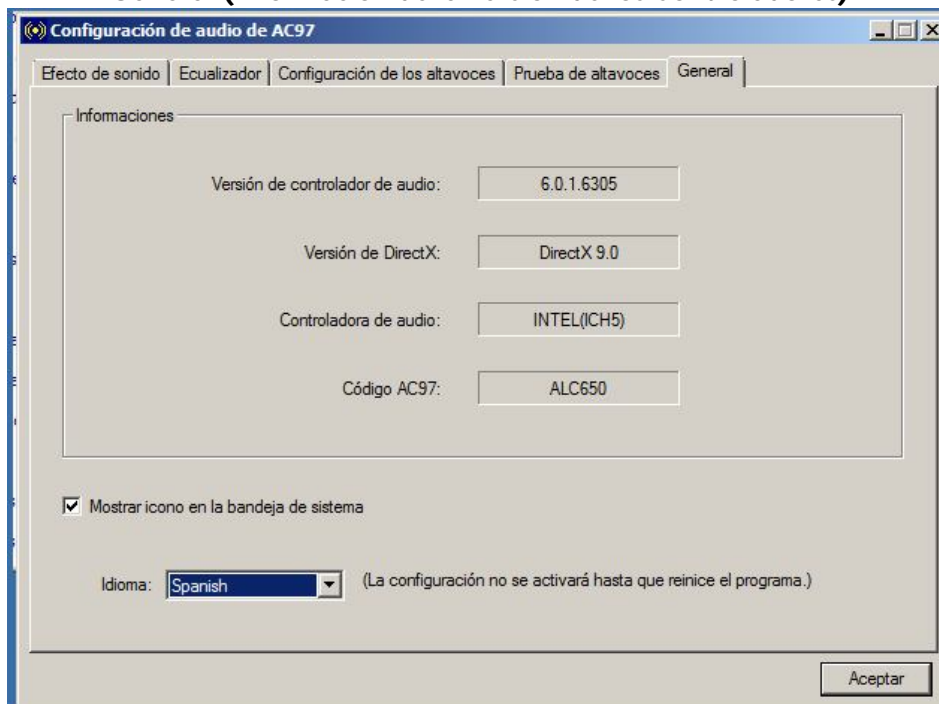 Configuración de audio de AC97
Efecto de sonido Ecualizador Configuración de los altavoces Prueba de altavoces General
Informaciones
Versión de controlador de audio: 6.0.1.6305
Versión de DirectX: DirectX 9.0
Controladora de audio: INTEL(ICH5)
Código AC97: ALC650
Mostrar icono en la bandeja de sistema
Idioma: Spanish (La configuración no se activará hasta que reinice el programa.)
Aceptar